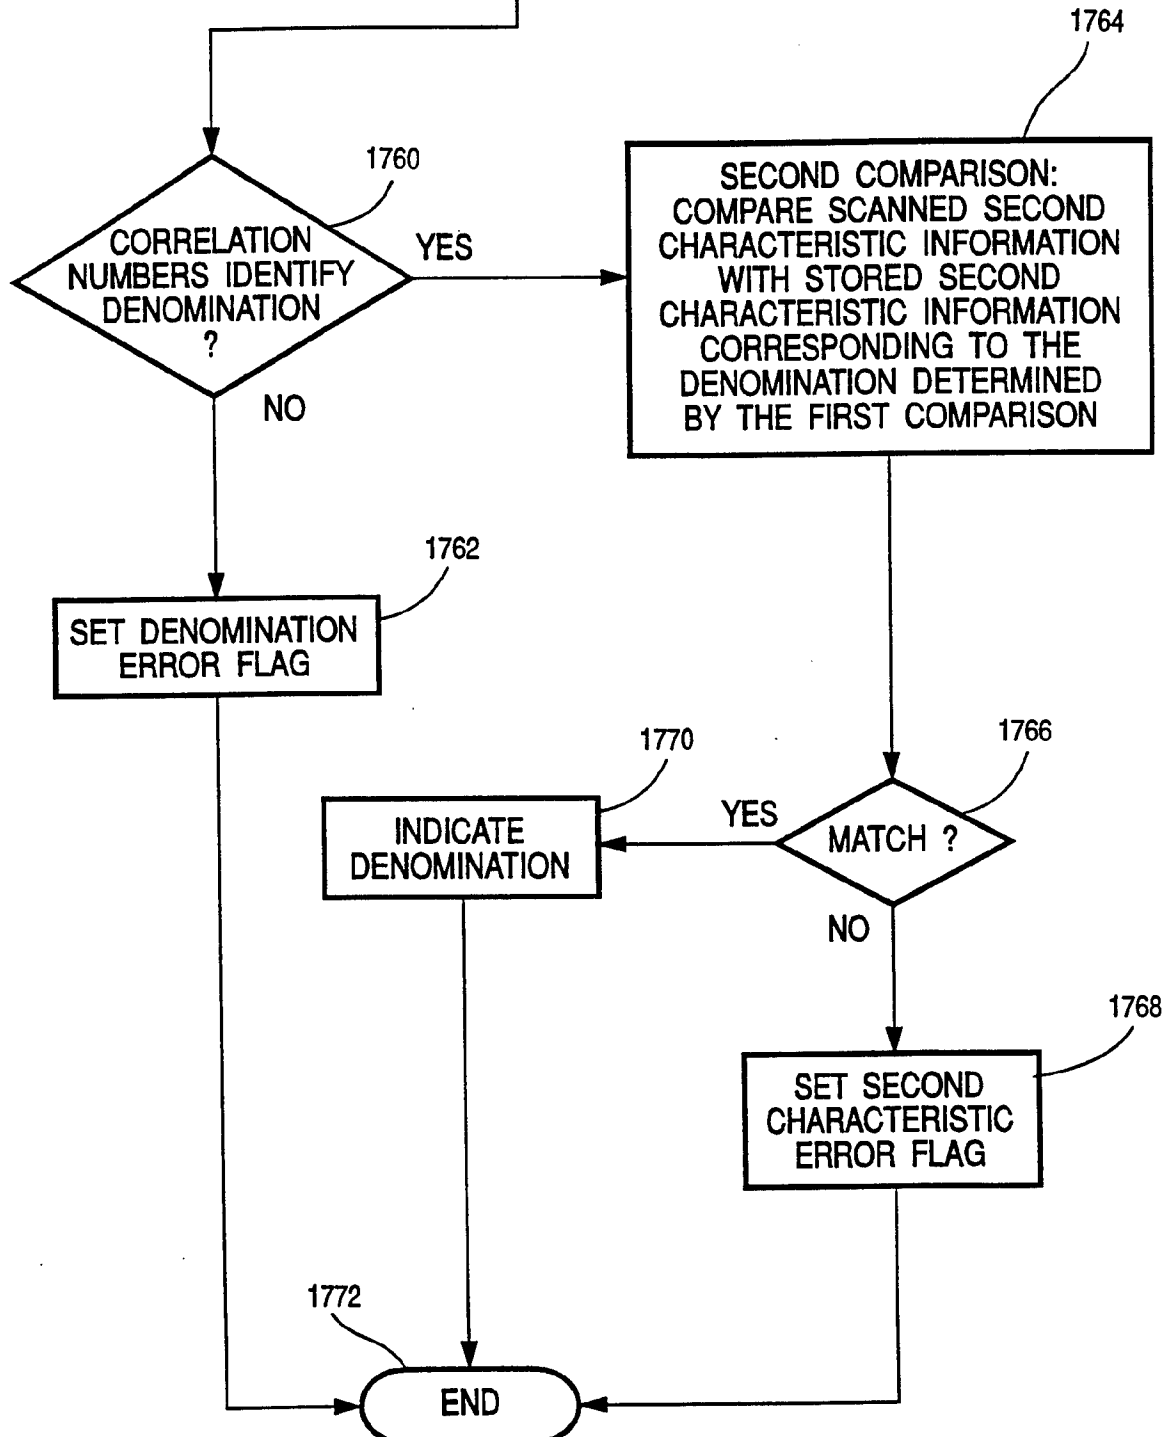 1764
SECOND COMPARISON:
COMPARE SCANNED SECOND
CHARACTERISTIC INFORMATION
WITH STORED SECOND
CHARACTERISTIC INFORMATION
CORRESPONDING TO THE
DENOMINATION DETERMINED
BY THE FIRST COMPARISON
1760
CORRELATION
NUMBERS IDENTIFY
DENOMINATION
?
YES
NO
1762
SET DENOMINATION
ERROR FLAG
1766
MATCH ?
YES
NO
1770
INDICATE
DENOMINATION
1768
SET SECOND
CHARACTERISTIC
ERROR FLAG
1772
END